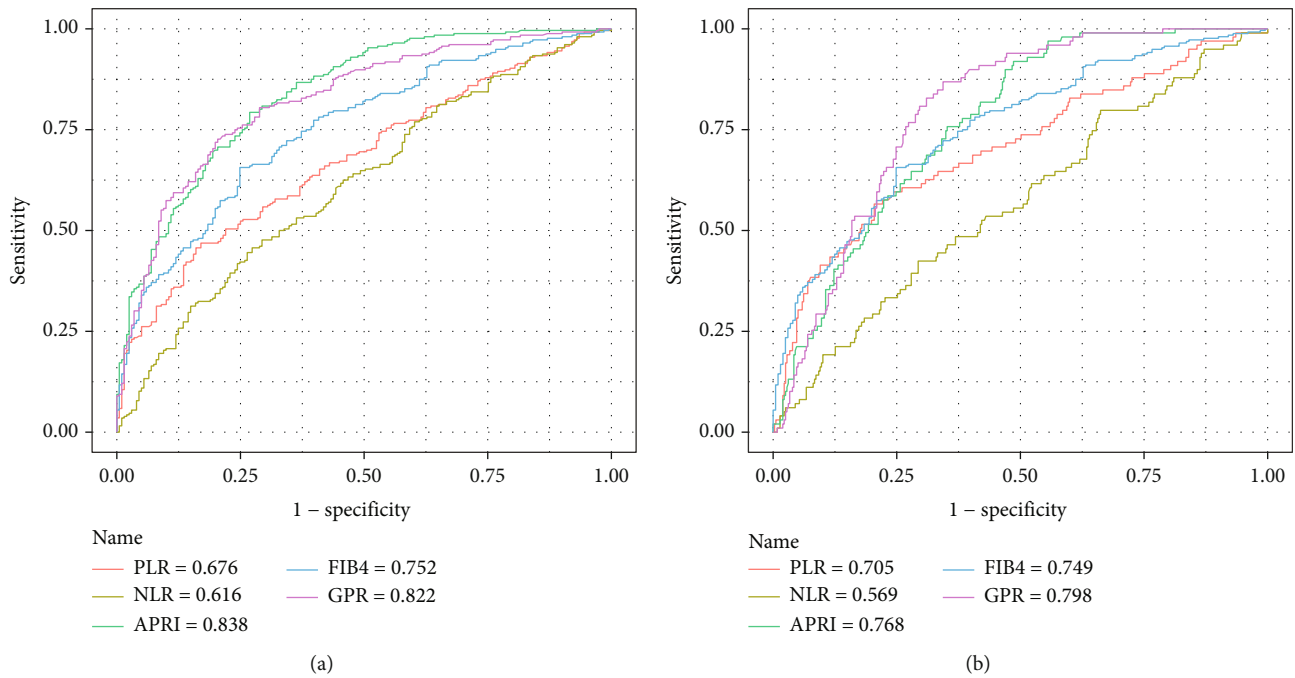 1.00
0.75
0.50
0.25
0.00
Sensitivity
0.00 0.25 0.50 0.75 1.00
1 − specificity
Name
PLR = 0.676 FIB4 = 0.752
NLR = 0.616 GPR = 0.822
APRI = 0.838
(a)
1.00
0.75
0.50
0.25
0.00
Sensitivity
0.00 0.25 0.50 0.75 1.00
1 − specificity
Name
PLR = 0.705 FIB4 = 0.749
NLR = 0.569 GPR = 0.798
APRI = 0.768
(b)